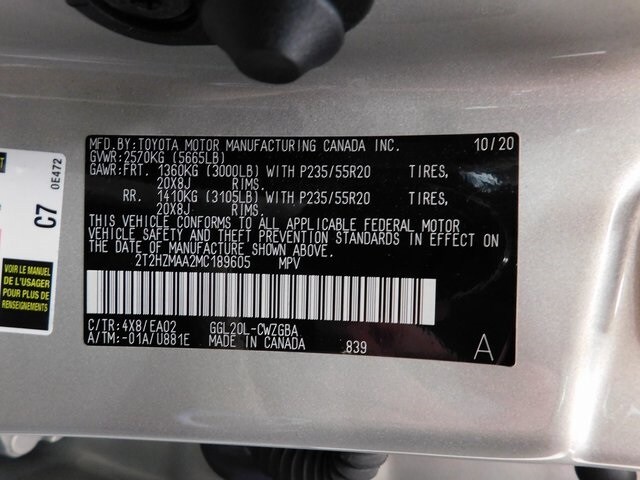 MFD.BY:TOYOTA MOTOR MANUFACTURING CANADA INC. 10/20
GVWR:2570KG (5665LB)
GAWR:FRT. 1360KG (3000LB) WITH P235/55R20 TIRES,
20X8J RIMS.
RR. 1410KG (3105LB) WITH P235/55R20 TIRES,
20X8J RIMS.
THIS VEHICLE CONFORMS TO ALL APPLICABLE FEDERAL MOTOR
VEHICLE SAFETY AND THEFT PREVENTION STANDARDS IN EFFECT ON
THE DATE OF MANUFACTURE SHOWN ABOVE.
2T2HZMAA2MC189605 MPV
C/TR:4X8/EA02 GGL20L-CWZGBA
A/TM:-01A/U881E MADE IN CANADA 839 A
VOIR LE MANUEL
POUR PLUS DE
RENSEIGNEMENTS
C7
0E472